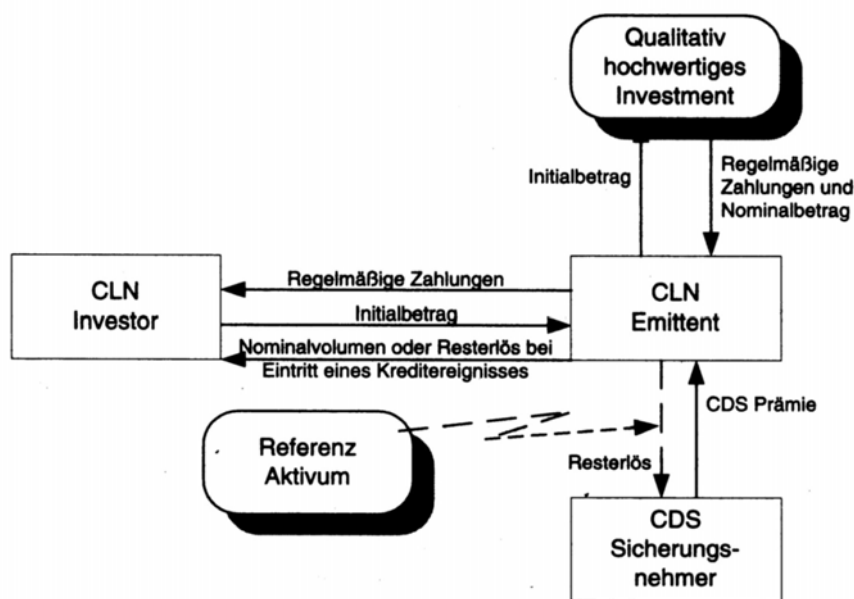 Qualitativ
hochwertiges
Investment
Initialbetrag
Regelmäßige
Zahlungen und
Nominalbetrag
CLN
Investor
Regelmäßige Zahlungen
Initialbetrag
Nominalvolumen oder Resterlös bei
Eintritt eines Kreditereignisses
CLN
Emittent
CDS Prämie
Referenz
Aktivum
Resterlös
CDS
Sicherungs-
nehmer